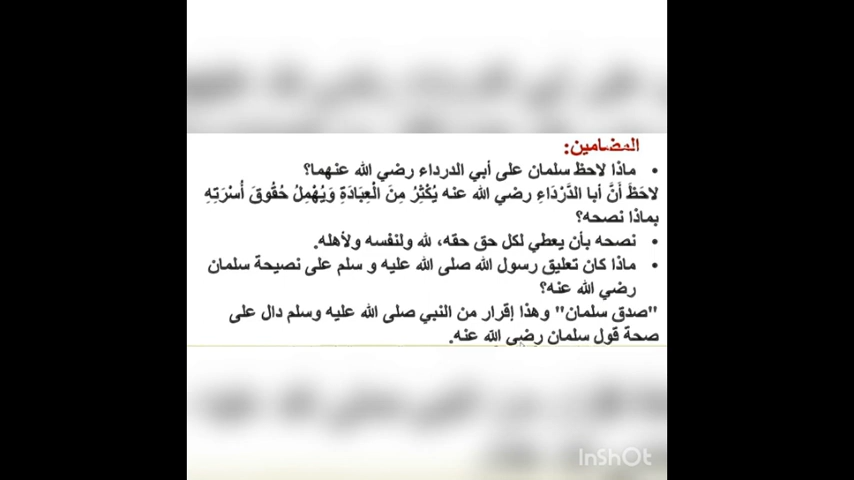 المضامين:
• ماذا لاحظ سلمان على أبي الدرداء رضي الله عنهما؟
لاحَظَ أَنَّ أبا الدَّرْدَاءِ رضي الله عنه يُكْثِرُ مِنَ الْعِبَادَةِ وَيُهْمِلُ حُقُوقَ أُسْرَتِهِ
بماذا نصحه؟
• نصحه بأن يعطي لكل حق حقه، لله ولنفسه ولأهله.
• ماذا كان تعليق رسول الله صلى الله عليه و سلم على نصيحة سلمان
رضي الله عنه؟
"صدق سلمان" وهذا إقرار من النبي صلى الله عليه وسلم دال على
صحة قول سلمان رضي الله عنه.
InShOt